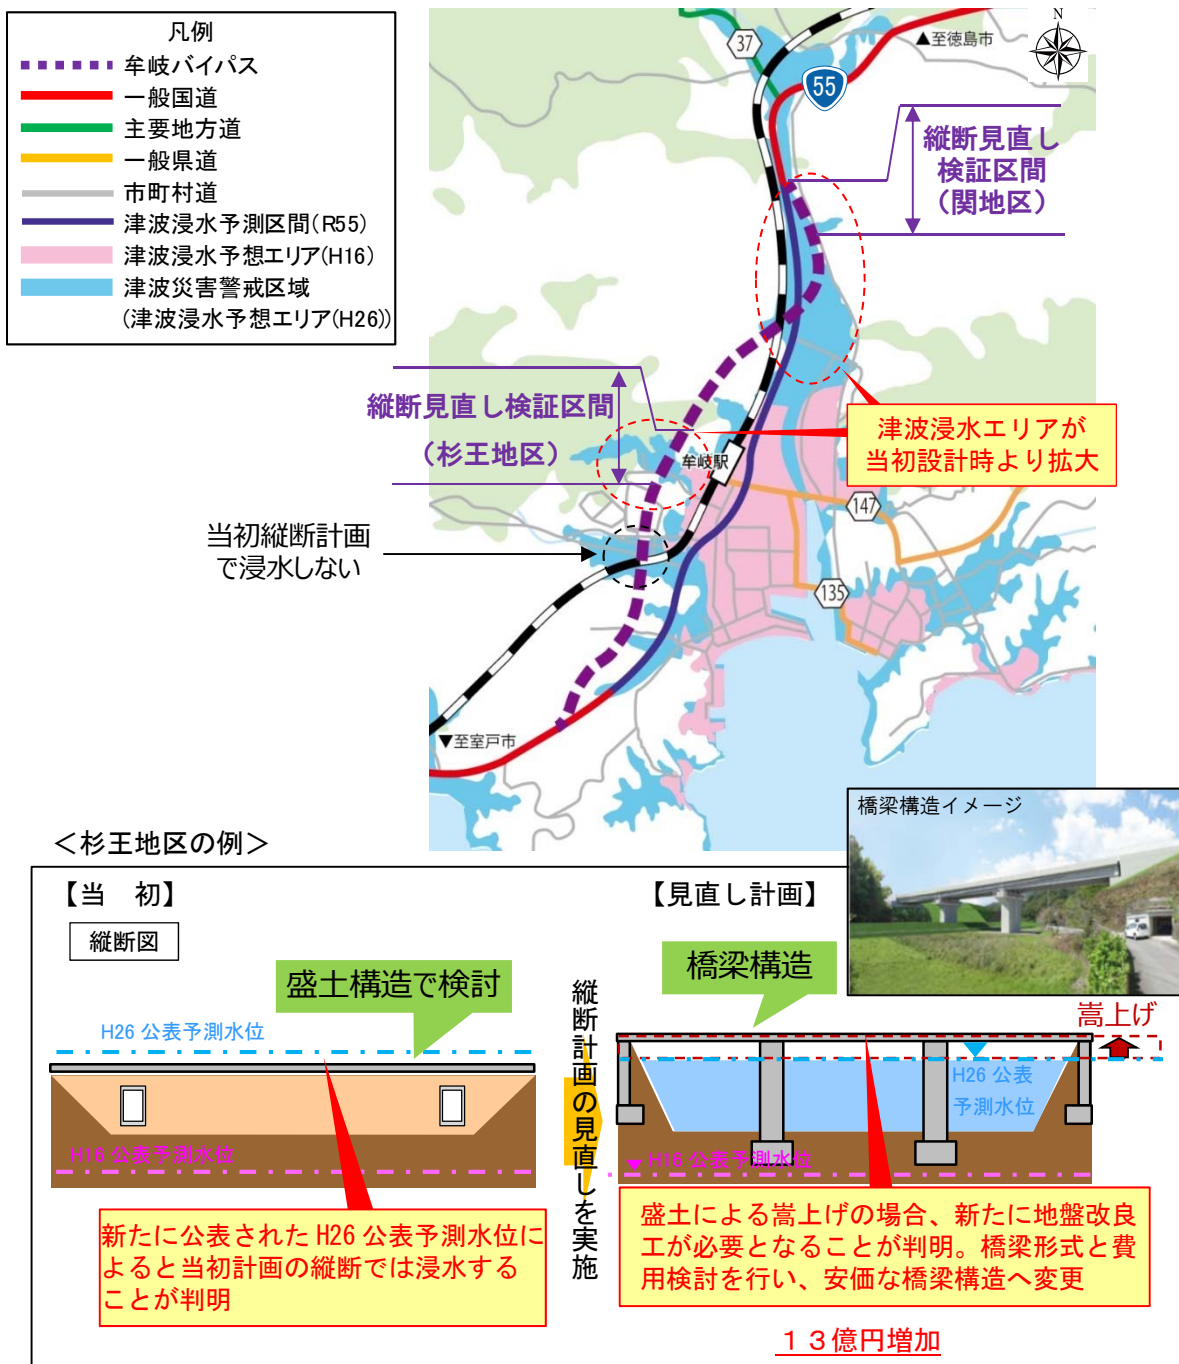 凡例
牟岐バイパス
一般国道
主要地方道
一般県道
市町村道
津波浸水予測区間(R55)
津波浸水予想エリア(H16)
津波災害警戒区域
(津波浸水予想エリア(H26))
N
37
▲至徳島市
55
縦断見直し
検証区間
（関地区）
縦断見直し検証区間
（杉王地区）
津波浸水エリアが
当初設計時より拡大
牟岐駅
147
当初縦断計画
で浸水しない
135
▼至室戸市
橋梁構造イメージ
＜杉王地区の例＞
【当　初】
縦断図
盛土構造で検討
H26 公表予測水位
H16 公表予測水位
新たに公表された H26 公表予測水位に
よると当初計画の縦断では浸水する
ことが判明
縦断計画の見直しを実施
【見直し計画】
橋梁構造
嵩上げ
H26 公表
予測水位
H16 公表予測水位
盛土による嵩上げの場合、新たに地盤改良
工が必要となることが判明。橋梁形式と費
用検討を行い、安価な橋梁構造へ変更
１３億円増加